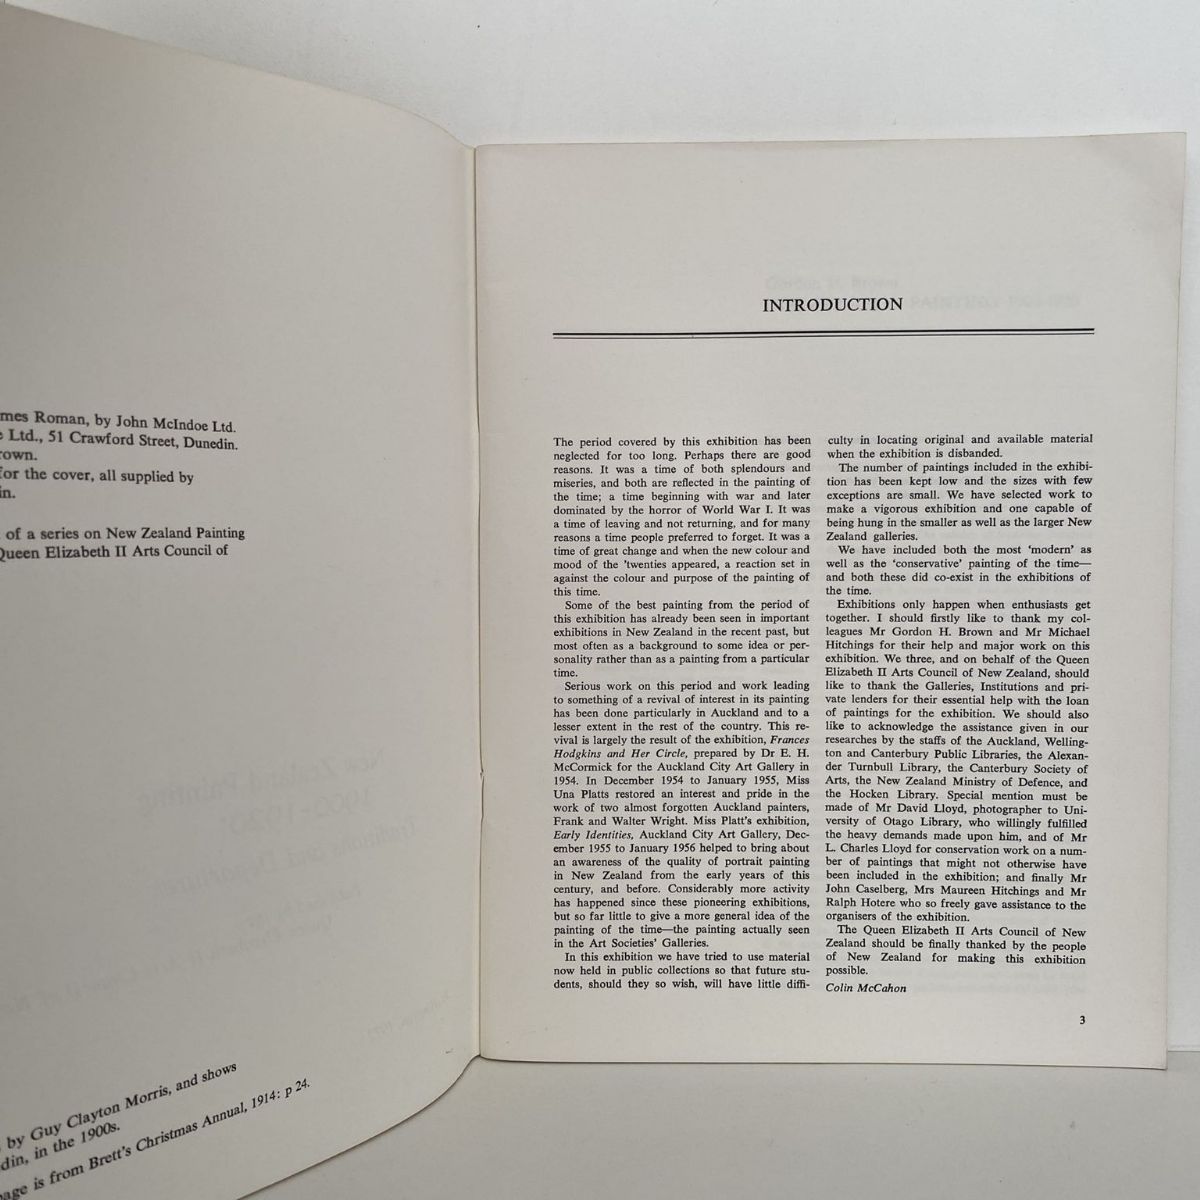 mes Roman, by John McIndoe Ltd.
Ltd., 51 Crawford Street, Dunedin.
rown.
for the cover, all supplied by
in.
of a series on New Zealand Painting
Queen Elizabeth II Arts Council of
by Guy Clayton Morris, and shows
din, in the 1900s.
page is from Brett's Christmas Annual, 1914: p 24.
INTRODUCTION
The period covered by this exhibition has been
neglected for too long. Perhaps there are good
reasons. It was a time of both splendours and
miseries, and both are reflected in the painting of
the time; a time beginning with war and later
dominated by the horror of World War I. It was
a time of leaving and not returning, and for many
reasons a time people preferred to forget. It was a
time of great change and when the new colour and
mood of the 'twenties appeared, a reaction set in
against the colour and purpose of the painting of
this time.
Some of the best painting from the period of
this exhibition has already been seen in important
exhibitions in New Zealand in the recent past, but
most often as a background to some idea or per-
sonality rather than as a painting from a particular
time.
Serious work on this period and work leading
to something of a revival of interest in its painting
has been done particularly in Auckland and to a
lesser extent in the rest of the country. This re-
vival is largely the result of the exhibition, Frances
Hodgkins and Her Circle, prepared by Dr E. H.
McCormick for the Auckland City Art Gallery in
1954. In December 1954 to January 1955, Miss
Una Platts restored an interest and pride in the
work of two almost forgotten Auckland painters,
Frank and Walter Wright. Miss Platt's exhibition,
Early Identities, Auckland City Art Gallery, Dec-
ember 1955 to January 1956 helped to bring about
an awareness of the quality of portrait painting
in New Zealand from the early years of this
century, and before. Considerably more activity
has happened since these pioneering exhibitions,
but so far little to give a more general idea of the
painting of the time—the painting actually seen
in the Art Societies' Galleries.
In this exhibition we have tried to use material
now held in public collections so that future stu-
dents, should they so wish, will have little diffi-
culty in locating original and available material
when the exhibition is disbanded.
The number of paintings included in the exhibi-
tion has been kept low and the sizes with few
exceptions are small. We have selected work to
make a vigorous exhibition and one capable of
being hung in the smaller as well as the larger New
Zealand galleries.
We have included both the most 'modern' as
well as the 'conservative' painting of the time—
and both these did co-exist in the exhibitions of
the time.
Exhibitions only happen when enthusiasts get
together. I should firstly like to thank my col-
leagues Mr Gordon H. Brown and Mr Michael
Hitchings for their help and major work on this
exhibition. We three, and on behalf of the Queen
Elizabeth II Arts Council of New Zealand, should
like to thank the Galleries, Institutions and pri-
vate lenders for their essential help with the loan
of paintings for the exhibition. We should also
like to acknowledge the assistance given in our
researches by the staffs of the Auckland, Welling-
ton and Canterbury Public Libraries, the Alexan-
der Turnbull Library, the Canterbury Society of
Arts, the New Zealand Ministry of Defence, and
the Hocken Library. Special mention must be
made of Mr David Lloyd, photographer to Uni-
versity of Otago Library, who willingly fulfilled
the heavy demands made upon him, and of Mr
L. Charles Lloyd for conservation work on a num-
ber of paintings that might not otherwise have
been included in the exhibition; and finally Mr
John Caselberg, Mrs Maureen Hitchings and Mr
Ralph Hotere who so freely gave assistance to the
organisers of the exhibition.
The Queen Elizabeth II Arts Council of New
Zealand should be finally thanked by the people
of New Zealand for making this exhibition
possible.
Colin McCahon
3